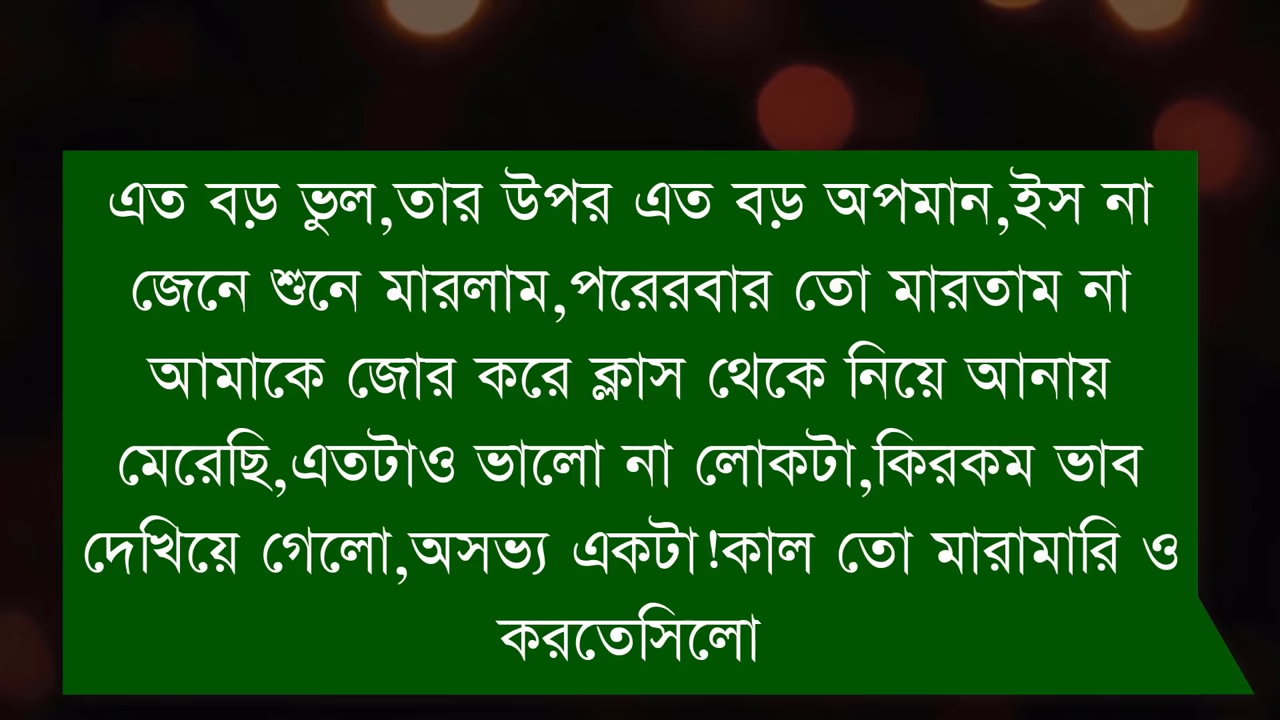 এত বড় ভুল,তার উপর এত বড় অপমান,ইস না
জেনে শুনে মারলাম,পরেরবার তো মারতাম না
আমাকে জোর করে ক্লাস থেকে নিয়ে আনায়
মেরেছি,এতটাও ভালো না লোকটা,কিরকম ভাব
দেখিয়ে গেলো,অসভ্য একটা!কাল তো মারামারি ও
করতেসিলো